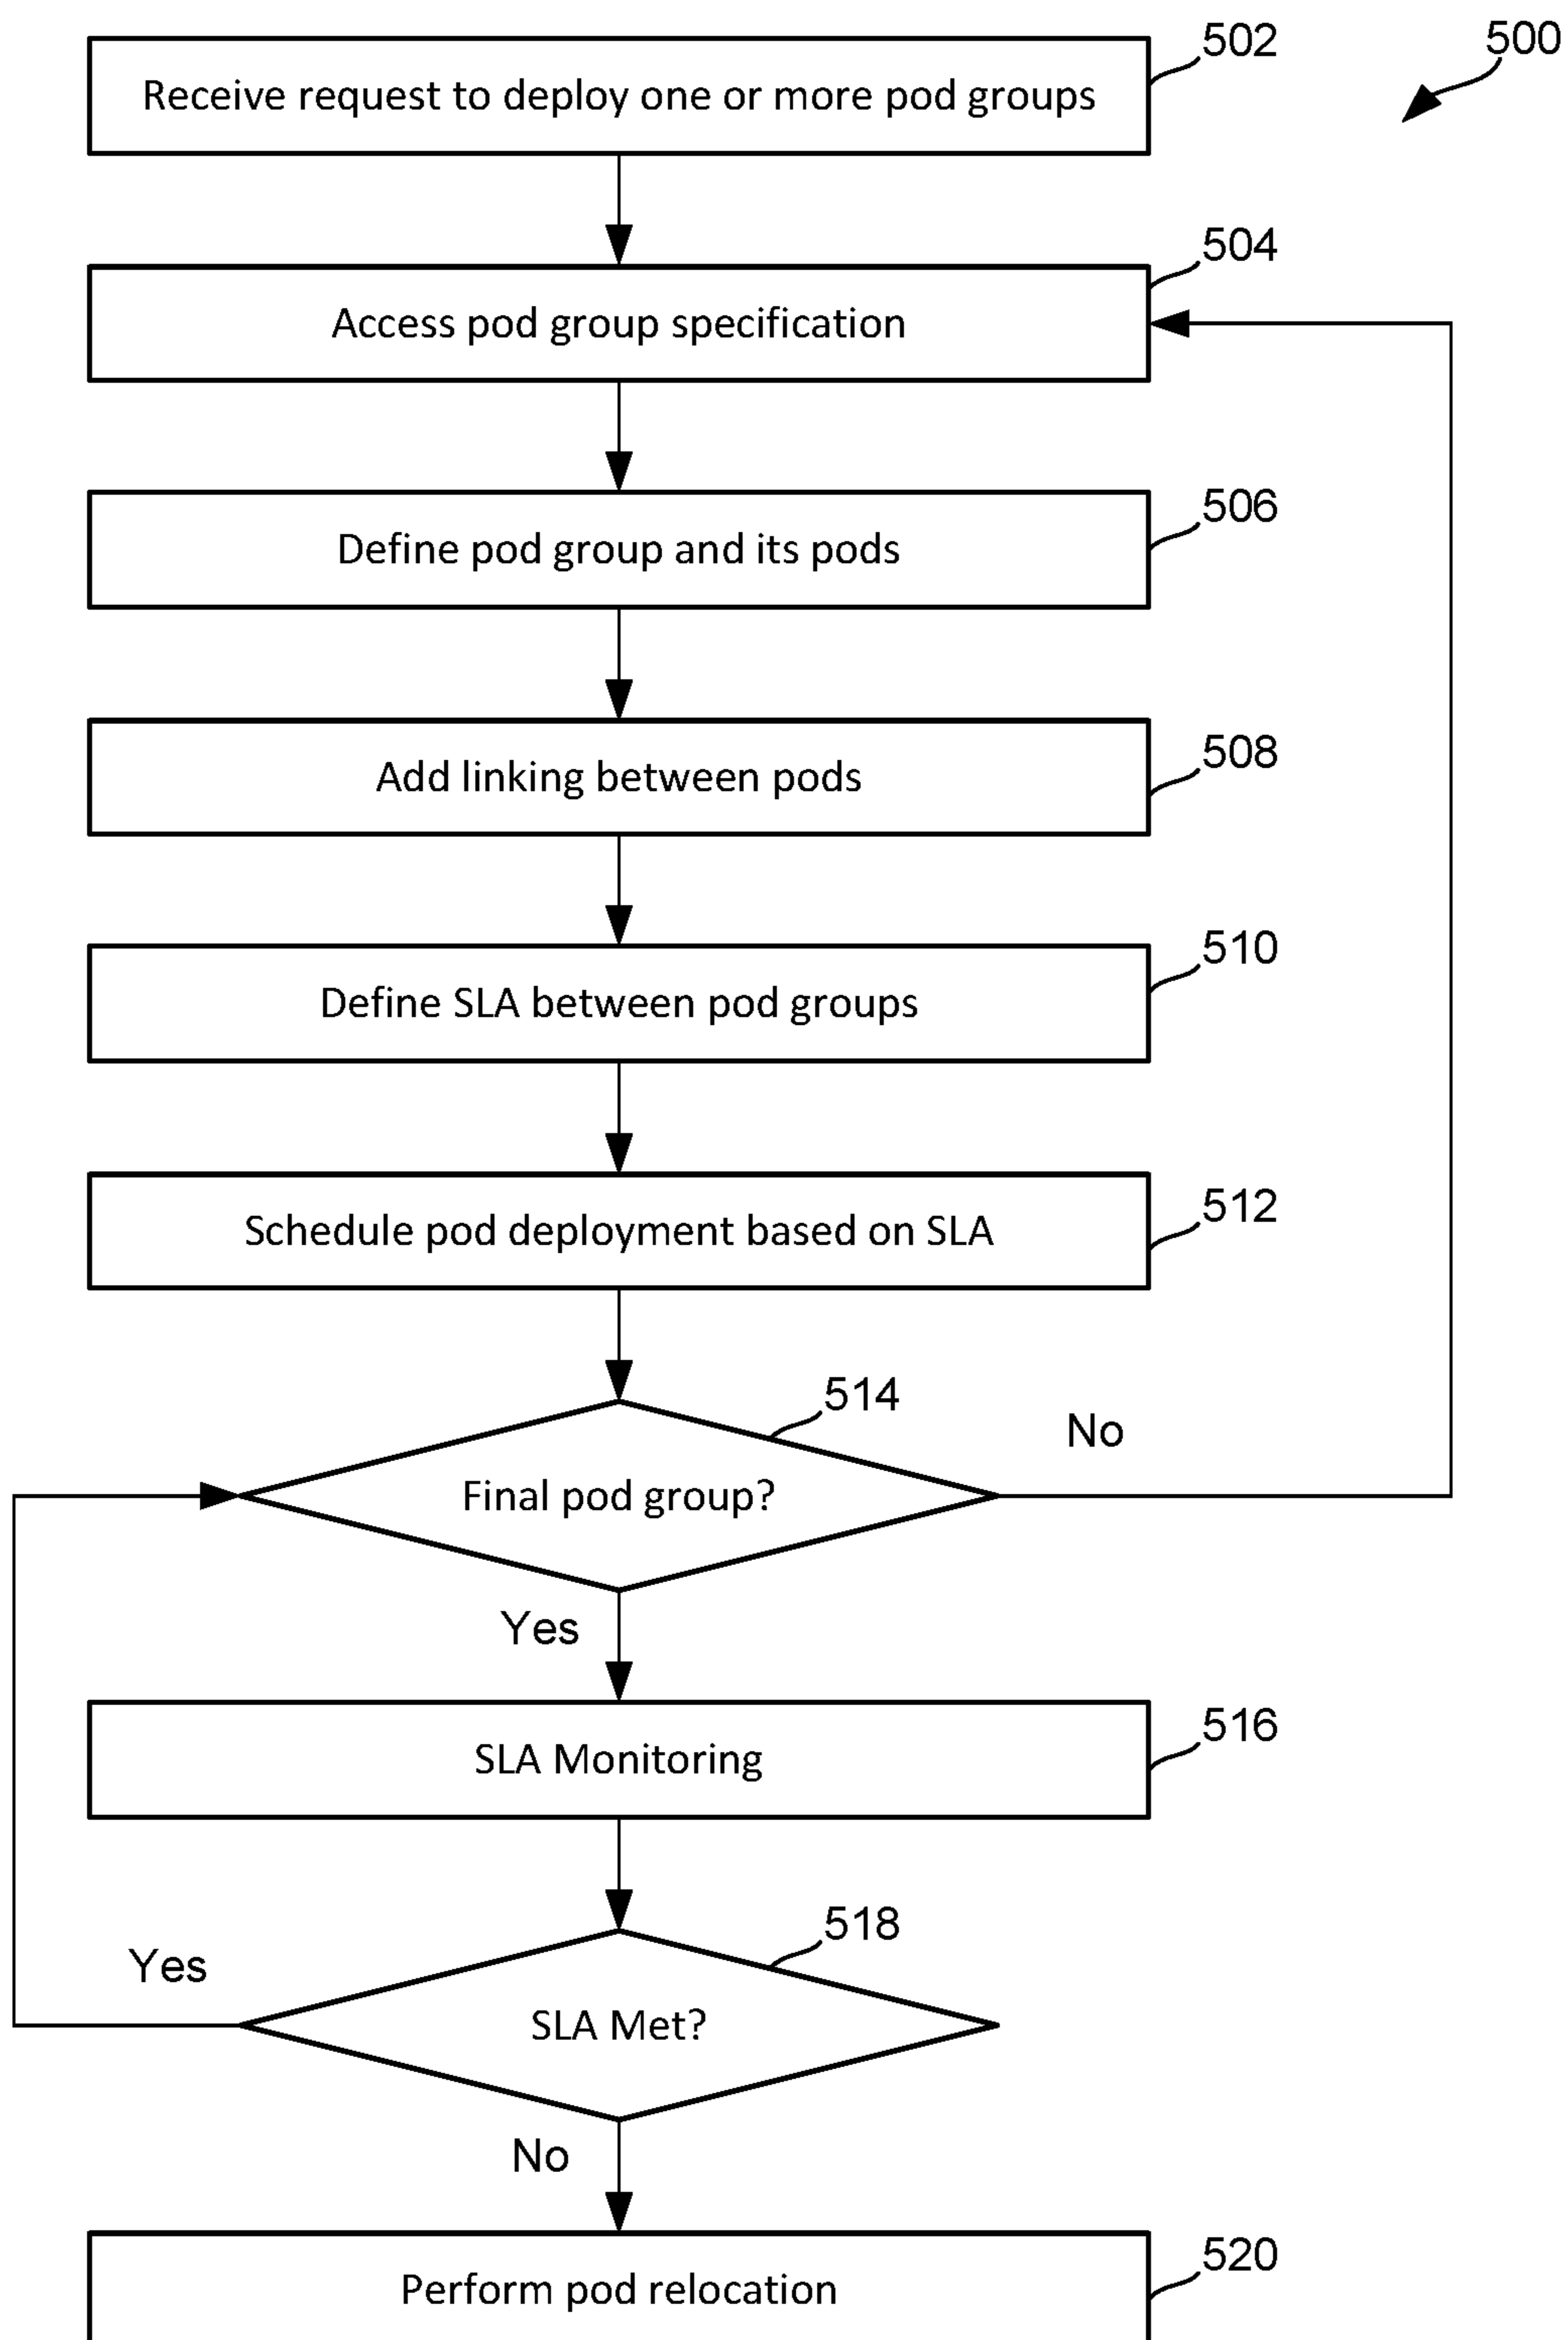 502
500
Receive request to deploy one or more pod groups
504
Access pod group specification
506
Define pod group and its pods
508
Add linking between pods
510
Define SLA between pod groups
512
Schedule pod deployment based on SLA
514
No
Final pod group?
Yes
516
SLA Monitoring
518
Yes
SLA Met?
No
520
Perform pod relocation